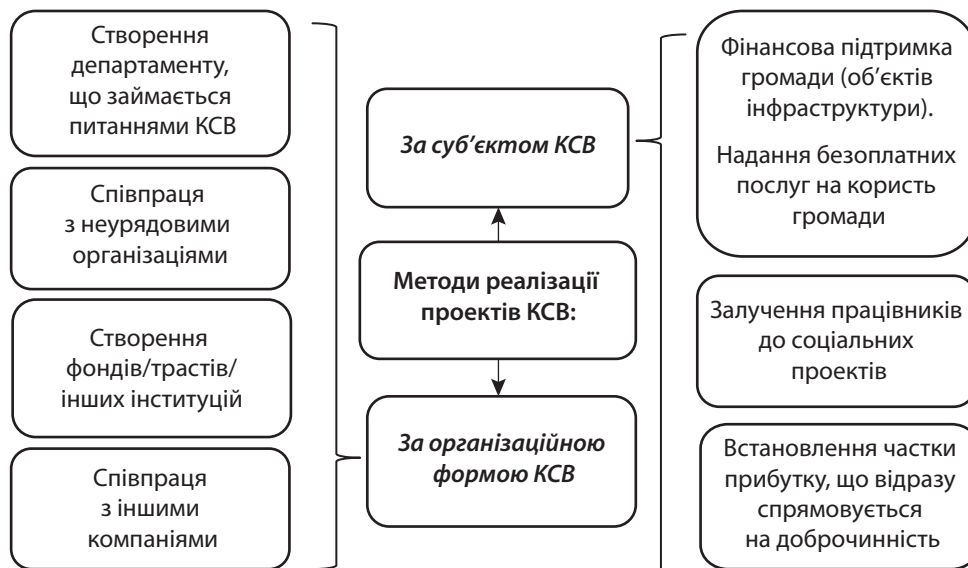 Створення
департаменту,
що займається
питаннями КСВ
Співпраця
з неурядовими
організаціями
Створення
фондів/трастів/
інших інституцій
Співпраця
з іншими
компаніями
За суб’єктом КСВ
Методи реалізації
проектів КСВ:
За організаційною
формою КСВ
Фінансова підтримка
громади (об’єктів
інфраструктури).
Надання безоплатних
послуг на користь
громади
Залучення працівників
до соціальних
проектів
Встановлення частки
прибутку, що відразу
спрямовується
на доброчинність